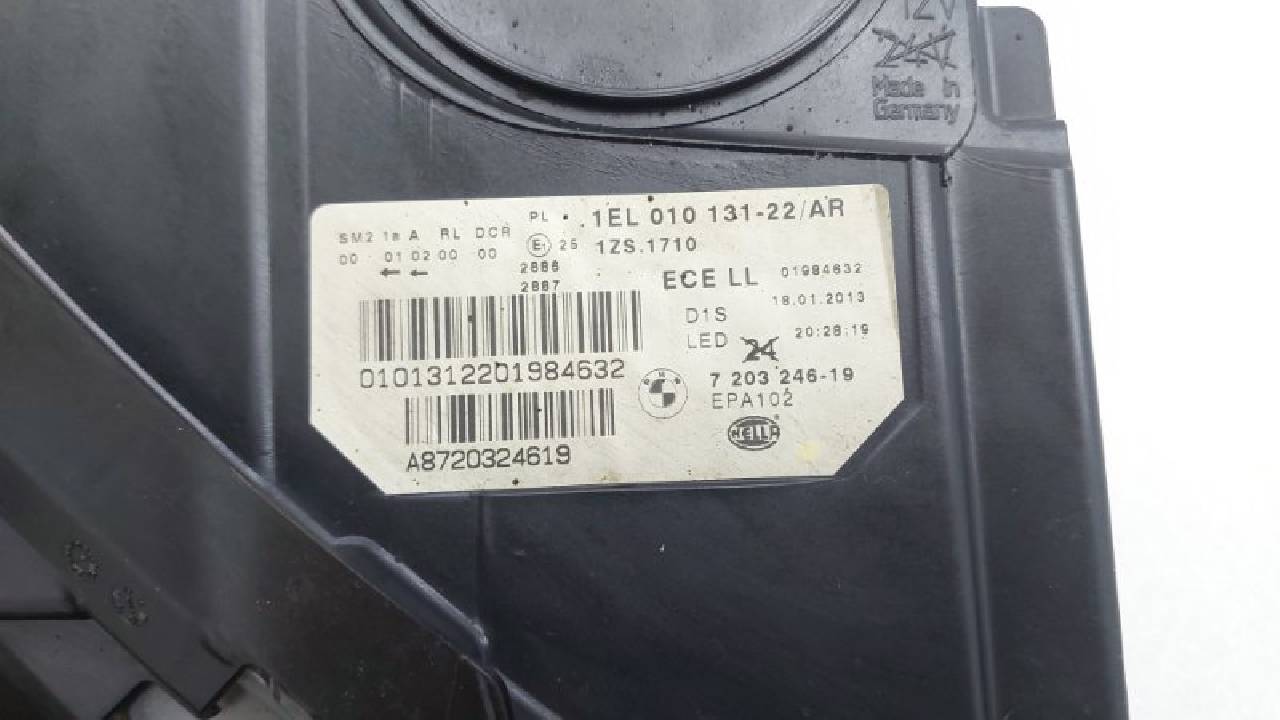 12V
24V
Made in
Germany
PL . 1EL 010 131-22/AR
SM2 1a A RL DCR E1 25 1ZS.1710
00 01 02 00 00
2886
2887
ECE LL 01984632
D1S 18.01.2013
LED 24 20:28:19
0101312201984632
7 203 246-19
EPA102
BMW
HELLA
A8720324619